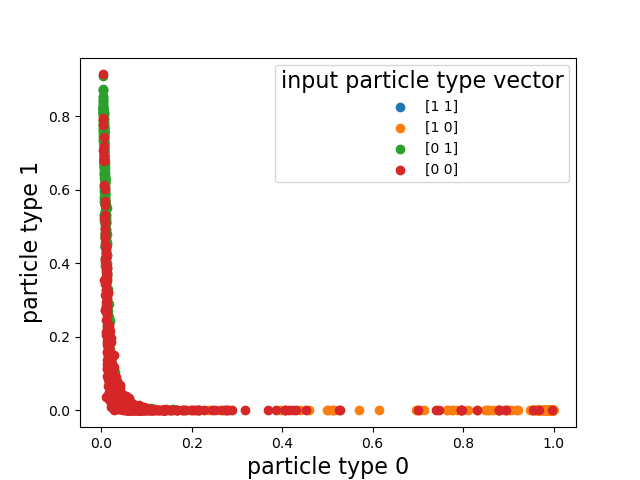 input particle type vector
[1 1]
[1 0]
[0 1]
[0 0]
particle type 1
0.8
0.6
0.4
0.2
0.0
0.0 0.2 0.4 0.6 0.8 1.0
particle type 0